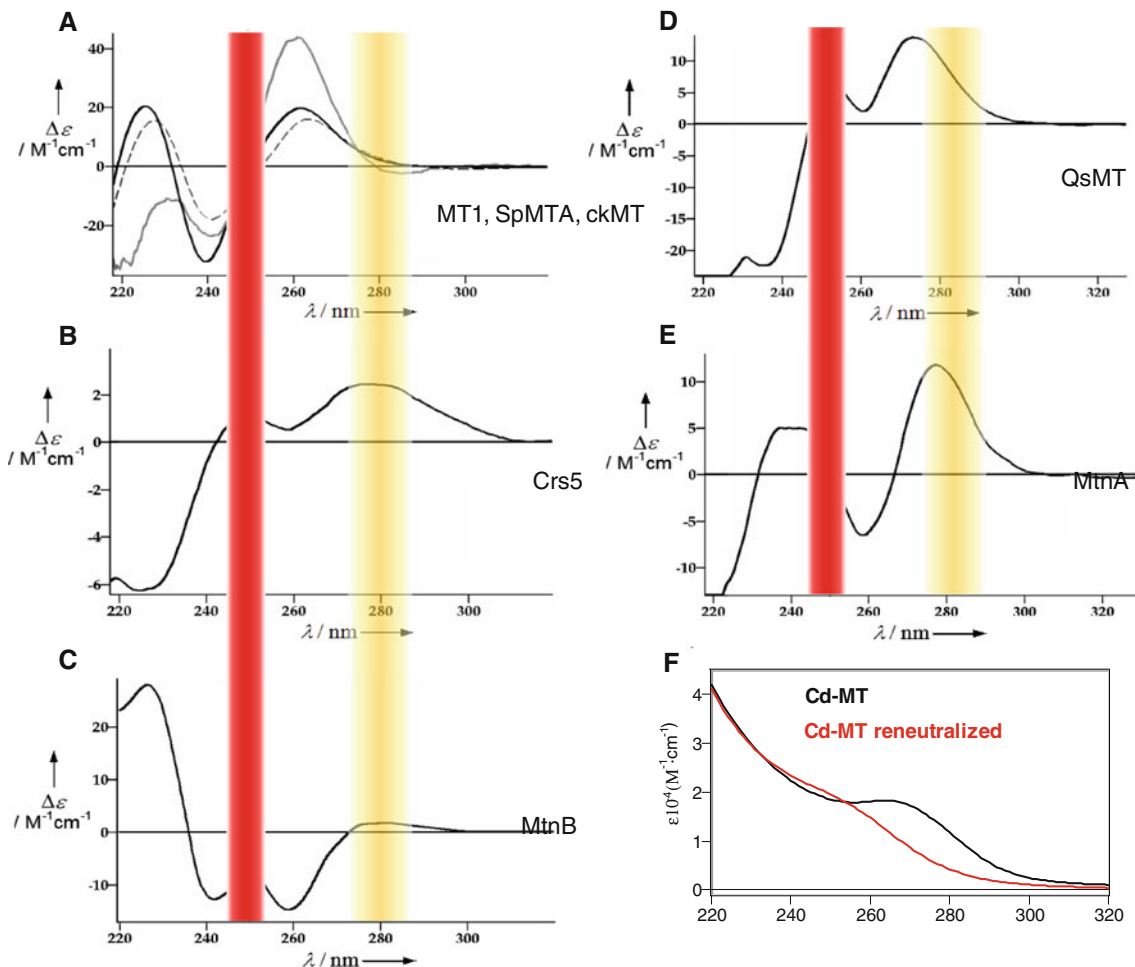 A
40
20
0
-20
Δε
/ M⁻¹cm⁻¹
MT1, SpMTA, ckMT
220 240 260 280 300
λ / nm
B
2
0
-2
-4
-6
Δε
/ M⁻¹cm⁻¹
Crs5
220 240 260 280 300
λ / nm
C
20
10
0
-10
Δε
/ M⁻¹cm⁻¹
MtnB
220 240 260 280 300
λ / nm
D
10
5
0
-5
-10
-15
-20
Δε
/ M⁻¹cm⁻¹
QsMT
220 240 260 280 300 320
λ / nm
E
10
5
0
-5
-10
Δε
/ M⁻¹cm⁻¹
MtnA
220 240 260 280 300 320
λ / nm
F
4
3
2
1
0
ε10⁴(M⁻¹·cm⁻¹)
Cd-MT
Cd-MT reneutralized
220 240 260 280 300 320